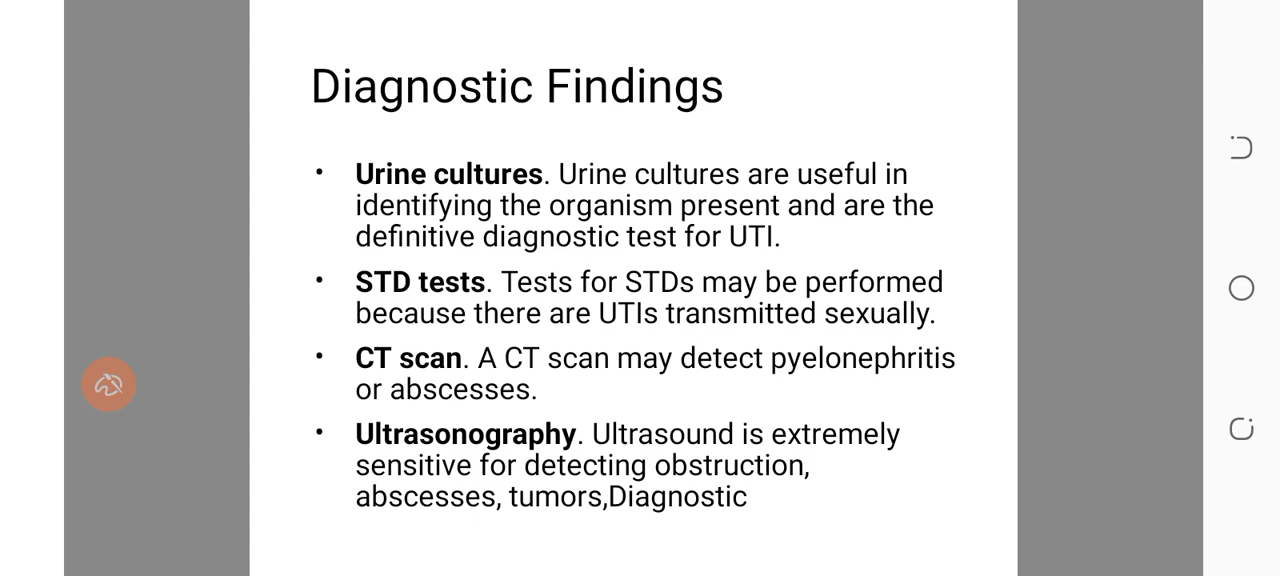 Diagnostic Findings
• Urine cultures. Urine cultures are useful in
identifying the organism present and are the
definitive diagnostic test for UTI.
• STD tests. Tests for STDs may be performed
because there are UTIs transmitted sexually.
• CT scan. A CT scan may detect pyelonephritis
or abscesses.
• Ultrasonography. Ultrasound is extremely
sensitive for detecting obstruction,
abscesses, tumors,Diagnostic